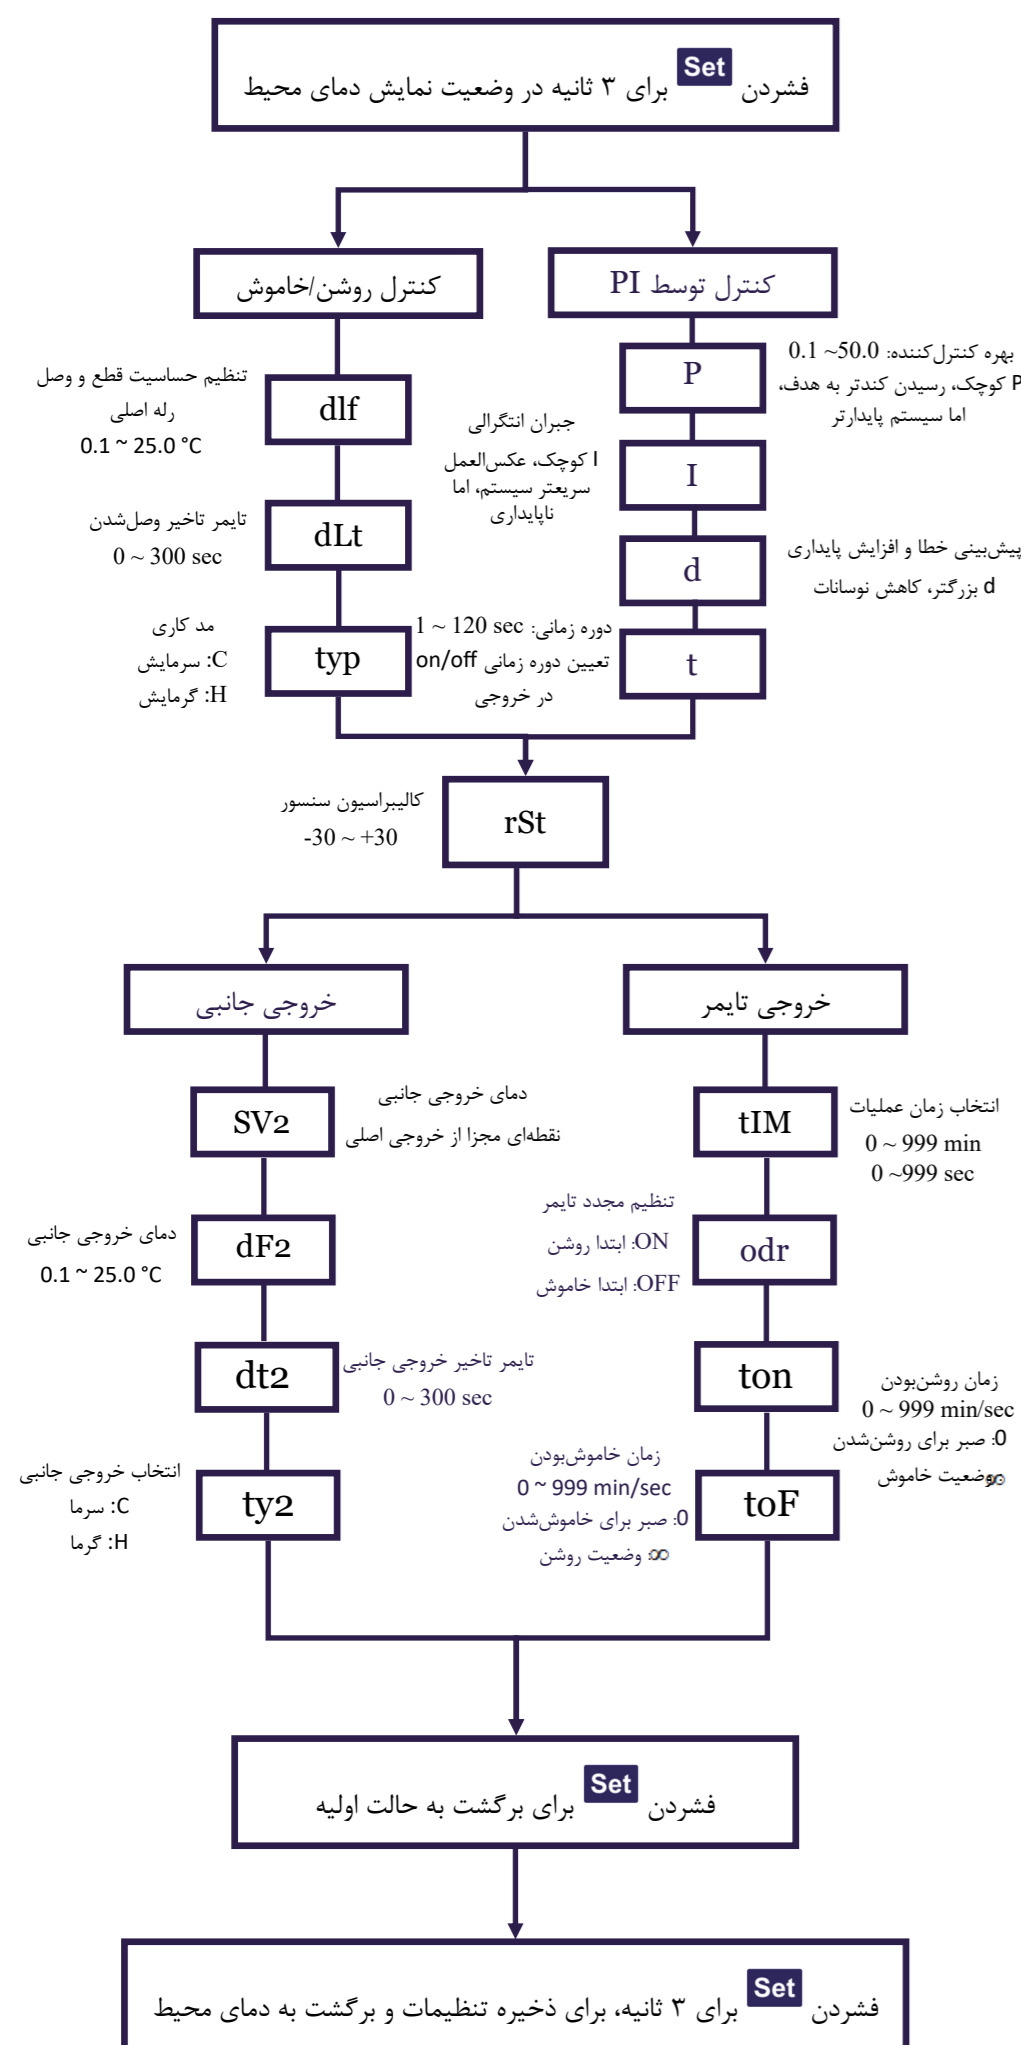 فشردن Set برای ۳ ثانیه در وضعیت نمایش دمای محیط
کنترل توسط PI
کنترل روشن/خاموش
P
بهره کنترل‌کننده: 0.1 ~50.0
P کوچک، رسیدن کندتر به هدف،
اما سیستم پایدارتر
I
جبران انتگرالی
I کوچک، عکس‌العمل
سریعتر سیستم، اما
ناپایداری
d
پیش‌بینی خطا و افزایش پایداری
d بزرگتر، کاهش نوسانات
t
دوره زمانی: 1 ~ 120 sec
تعیین دوره زمانی on/off
در خروجی
dlf
تنظیم حساسیت قطع و وصل
رله اصلی
0.1 ~ 25.0 °C
dLt
تایمر تاخیر وصل‌شدن
0 ~ 300 sec
typ
مد کاری
C: سرمایش
H: گرمایش
rSt
کالیبراسیون سنسور
-30 ~ +30
خروجی تایمر
خروجی جانبی
tIM
انتخاب زمان عملیات
0 ~ 999 min
0 ~999 sec
odr
تنظیم مجدد تایمر
ON: ابتدا روشن
OFF: ابتدا خاموش
ton
زمان روشن‌بودن
0 ~ 999 min/sec
0: صبر برای روشن‌شدن
∞: وضعیت خاموش
toF
زمان خاموش‌بودن
0 ~ 999 min/sec
0: صبر برای خاموش‌شدن
∞: وضعیت روشن
SV2
دمای خروجی جانبی
نقطه‌ای مجزا از خروجی اصلی
dF2
دمای خروجی جانبی
0.1 ~ 25.0 °C
dt2
تایمر تاخیر خروجی جانبی
0 ~ 300 sec
ty2
انتخاب خروجی جانبی
C: سرما
H: گرما
فشردن Set برای برگشت به حالت اولیه
فشردن Set برای ۳ ثانیه، برای ذخیره تنظیمات و برگشت به دمای محیط